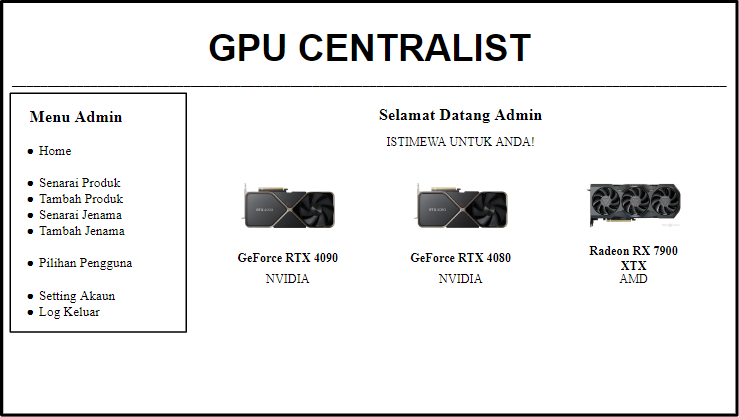 GPU CENTRALIST
Menu Admin
Home
Senarai Produk
Tambah Produk
Senarai Jenama
Tambah Jenama
Pilihan Pengguna
Setting Akaun
Log Keluar
Selamat Datang Admin
ISTIMEWA UNTUK ANDA!
GeForce RTX 4090
NVIDIA
GeForce RTX 4080
NVIDIA
Radeon RX 7900
XTX
AMD